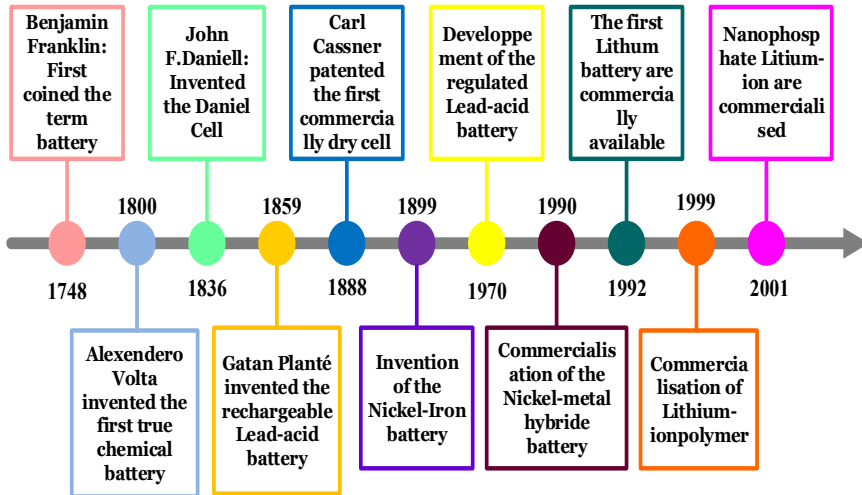 Benjamin
Franklin:
First
coined the
term
battery
John
F.Daniell:
Invented
the Daniel
Cell
Carl
Cassner
patented
the first
commercia
lly dry cell
Developpe
ment of the
regulated
Lead-acid
battery
The first
Lithum
battery are
commercia
lly
available
Nanophosp
hate Litium-
ion are
commerciali
sed
1800
1859
1899
1990
1999
1748
1836
1888
1970
1992
2001
Alexendero
Volta
invented the
first true
chemical
battery
Gatan Planté
invented the
rechargeable
Lead-acid
battery
Invention
of the
Nickel-Iron
battery
Commercialis
ation of the
Nickel-metal
hybride
battery
Commercia
lisation of
Lithium-
ionpolymer